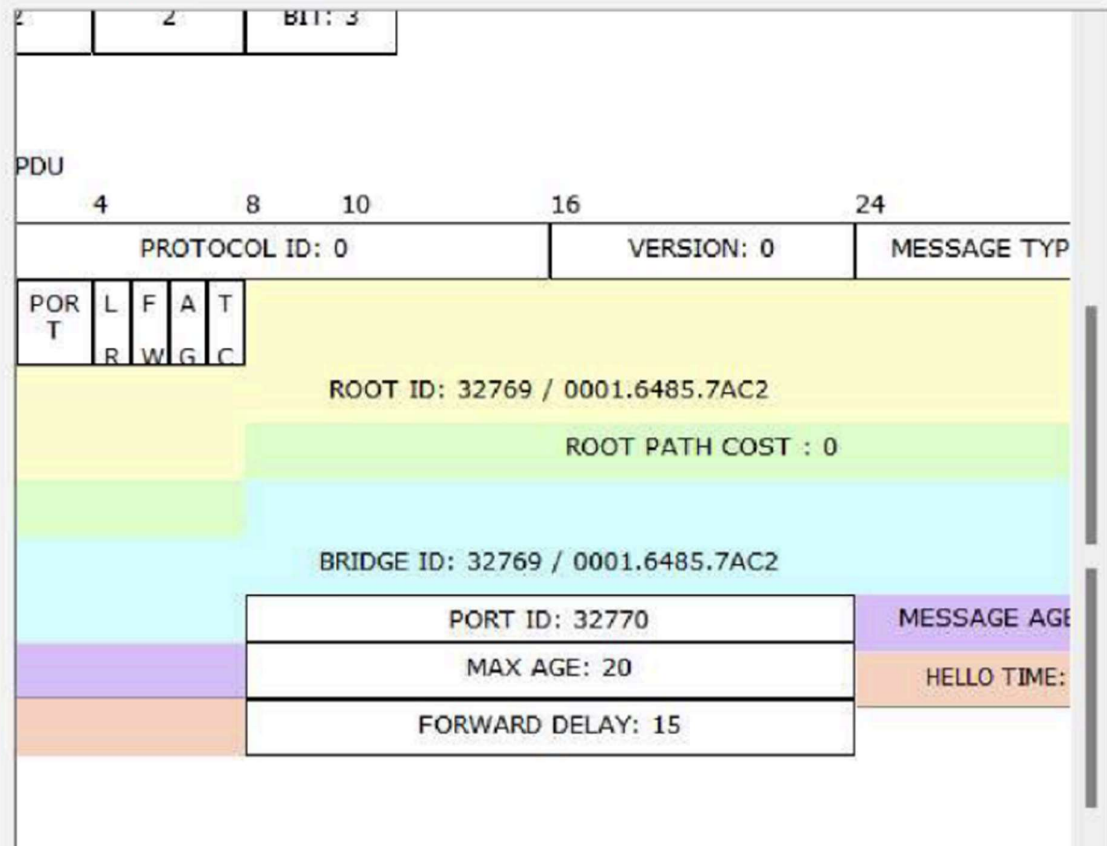 2 BIT: 3
PDU
4 8 10 16 24
PROTOCOL ID: 0 VERSION: 0 MESSAGE TYP
POR L F A T
T
R W G C
ROOT ID: 32769 / 0001.6485.7AC2
ROOT PATH COST : 0
BRIDGE ID: 32769 / 0001.6485.7AC2
PORT ID: 32770 MESSAGE AGE
MAX AGE: 20
HELLO TIME:
FORWARD DELAY: 15